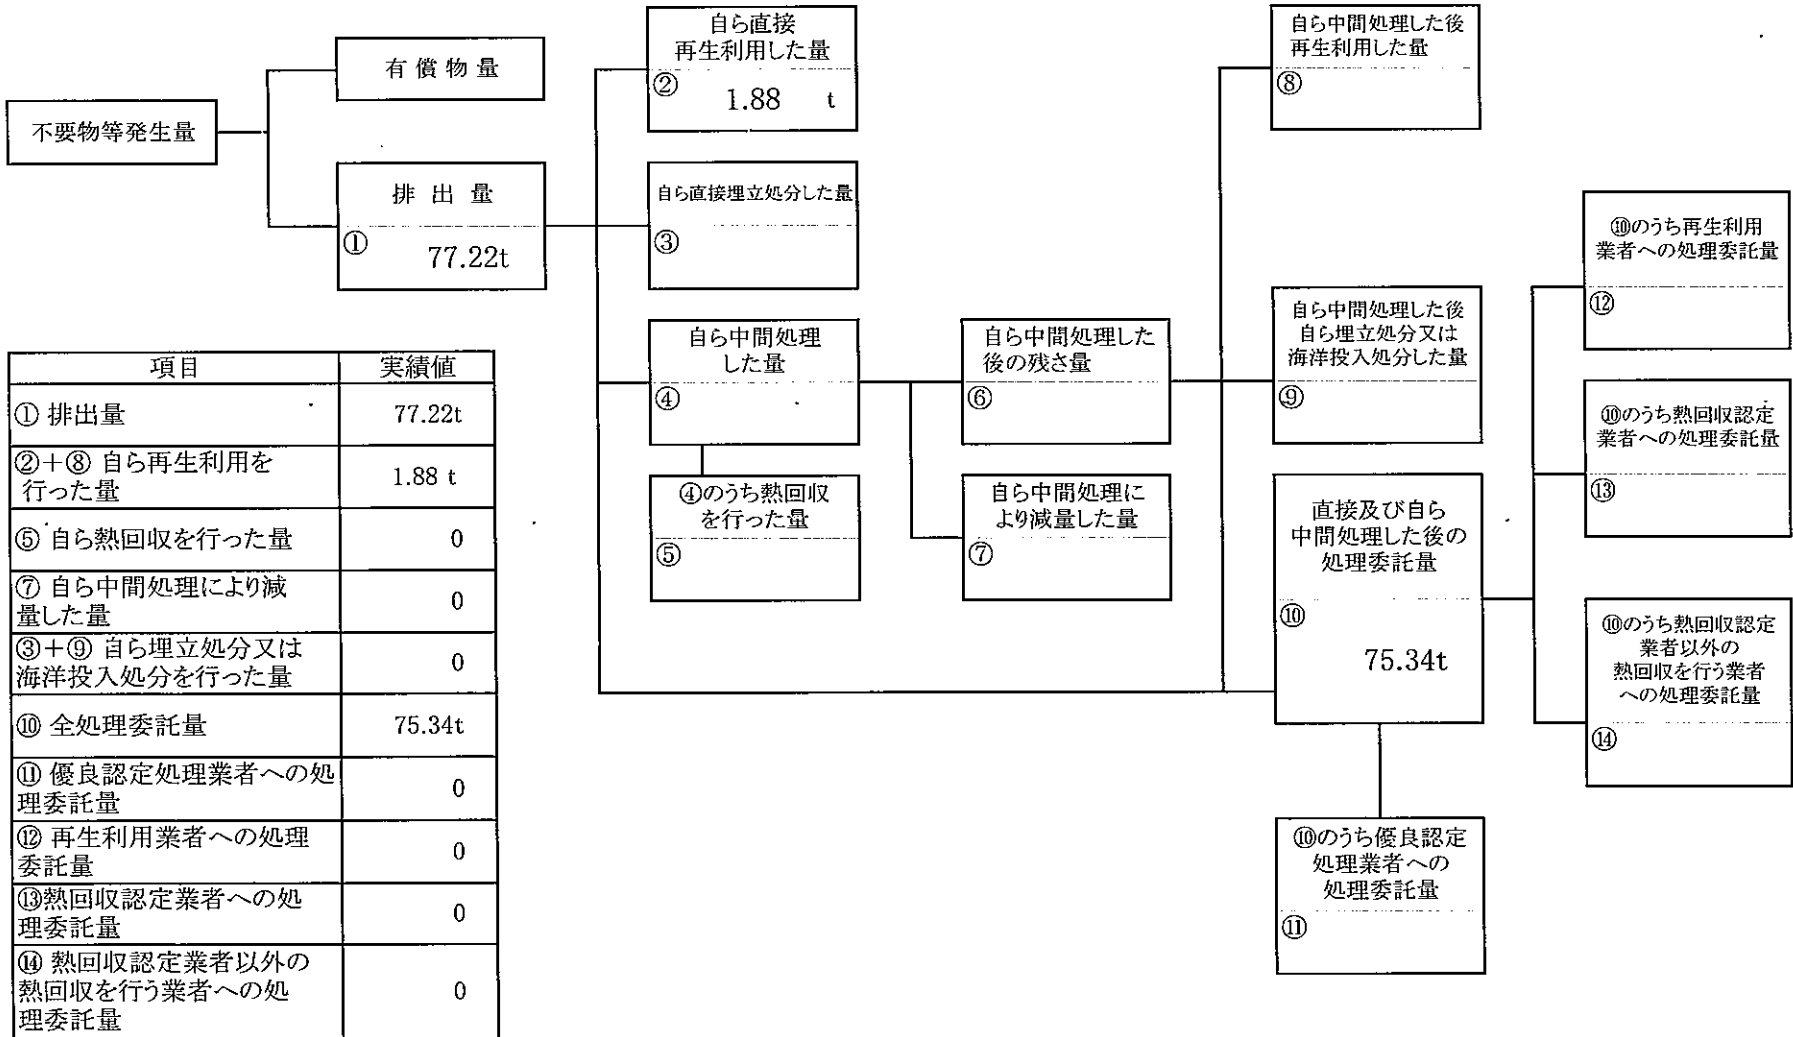 不要物等発生量
有償物量
排出量
①
77.22t
自ら直接
再生利用した量
②
1.88 t
自ら直接埋立処分した量
③
自ら中間処理
した量
④
④のうち熱回収
を行った量
⑤
自ら中間処理した
後の残さ量
⑥
自ら中間処理に
より減量した量
⑦
自ら中間処理した後
再生利用した量
⑧
自ら中間処理した後
自ら埋立処分又は
海洋投入処分した量
⑨
直接及び自ら
中間処理した後の
処理委託量
⑩
75.34t
⑩のうち優良認定
処理業者への
処理委託量
⑪
⑩のうち再生利用
業者への処理委託量
⑫
⑩のうち熱回収認定
業者への処理委託量
⑬
⑩のうち熱回収認定
業者以外の
熱回収を行う業者
への処理委託量
⑭
項目 実績値
① 排出量 77.22t
②+⑧ 自ら再生利用を
行った量 1.88 t
⑤ 自ら熱回収を行った量 0
⑦ 自ら中間処理により減
量した量 0
③+⑨ 自ら埋立処分又は
海洋投入処分を行った量 0
⑩ 全処理委託量 75.34t
⑪ 優良認定処理業者への処
理委託量 0
⑫ 再生利用業者への処理
委託量 0
⑬熱回収認定業者への処
理委託量 0
⑭ 熱回収認定業者以外の
熱回収を行う業者への処
理委託量 0